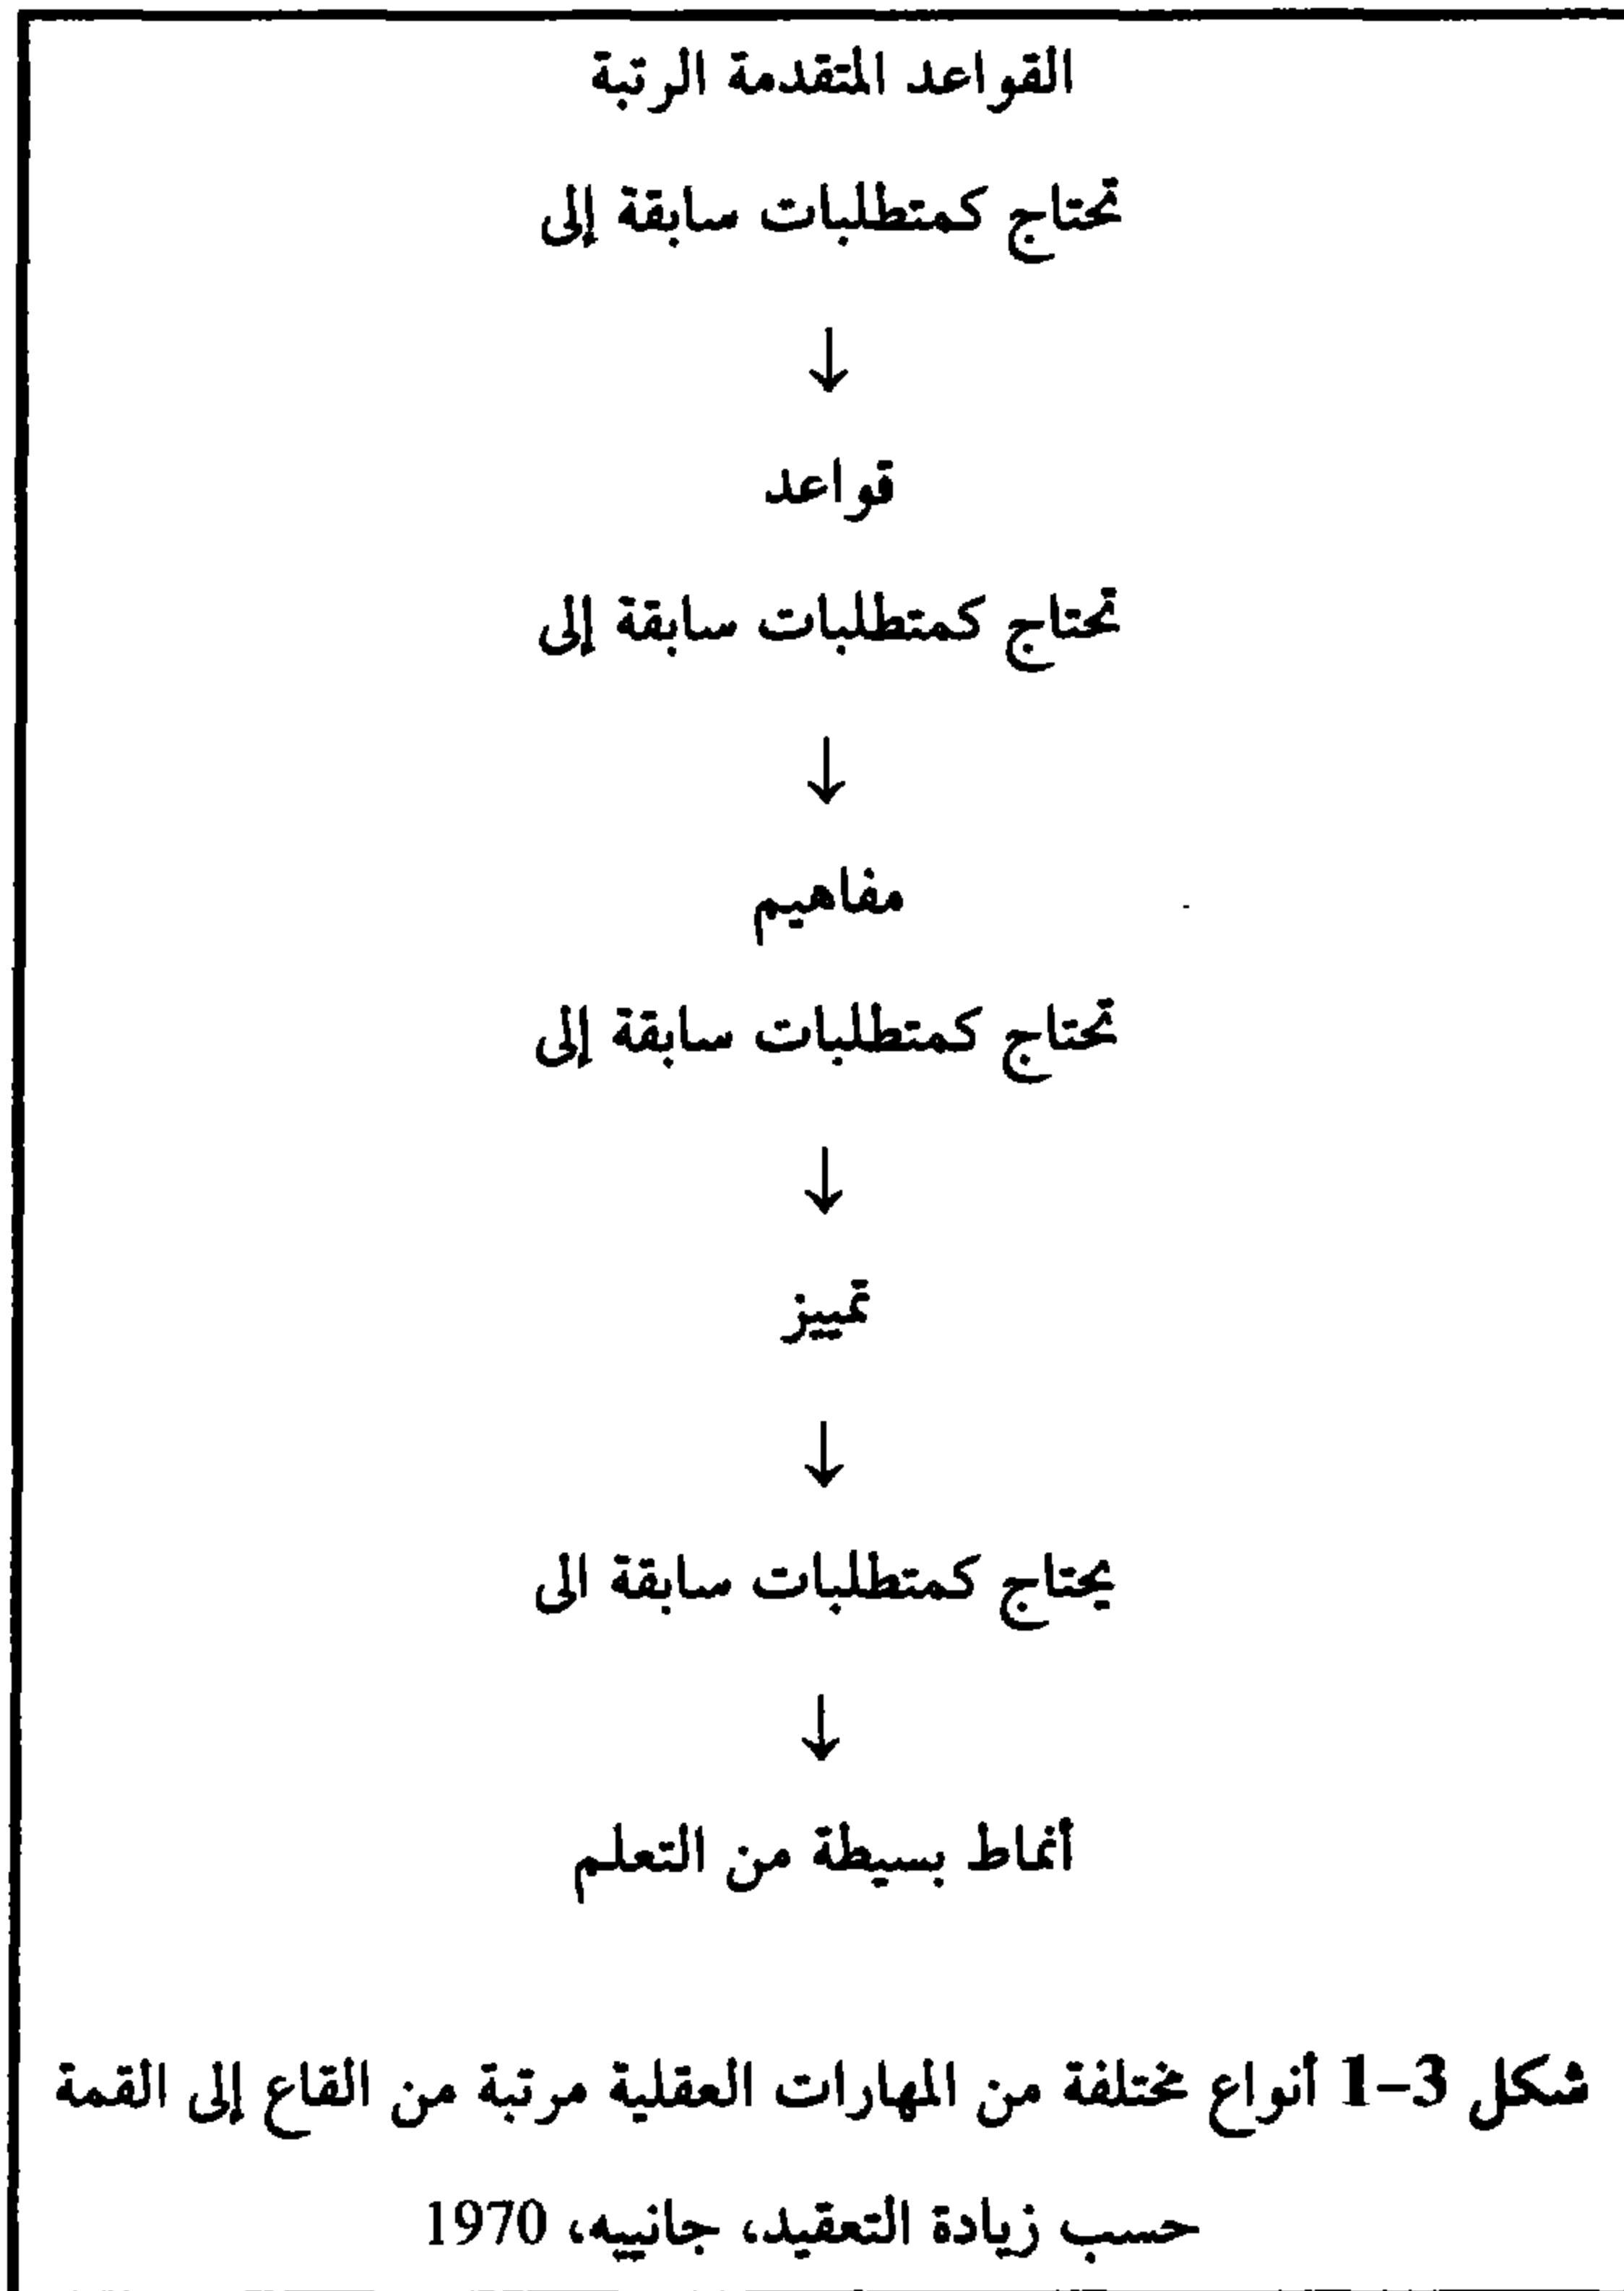 القواعد المتقدمة الرتبة
تحتاج كمتطلبات سابقة إلى
↓
قواعد
تحتاج كمتطلبات سابقة إلى
↓
مفاهيم
تحتاج كمتطلبات سابقة إلى
↓
تمييز
↓
يحتاج كمتطلبات سابقة الى
↓
أنماط بسيطة من التعلم
شكل 3-1 أنواع مختلفة من المهارات العقلية مرتبة من القاع إلى القمة
حسب زيادة التعقيد، جانييه، 1970